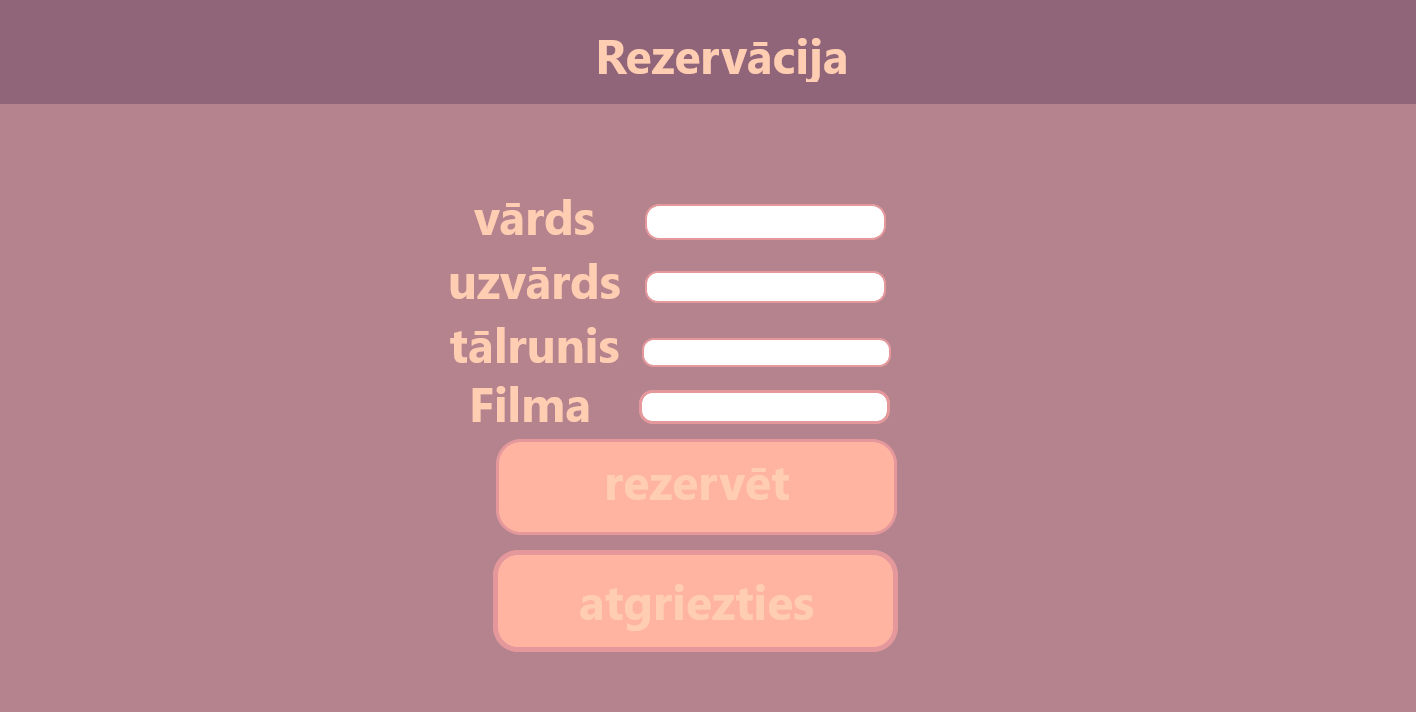 Rezervācija
vārds
uzvārds
tālrunis
Filma
rezervēt
atgriezties